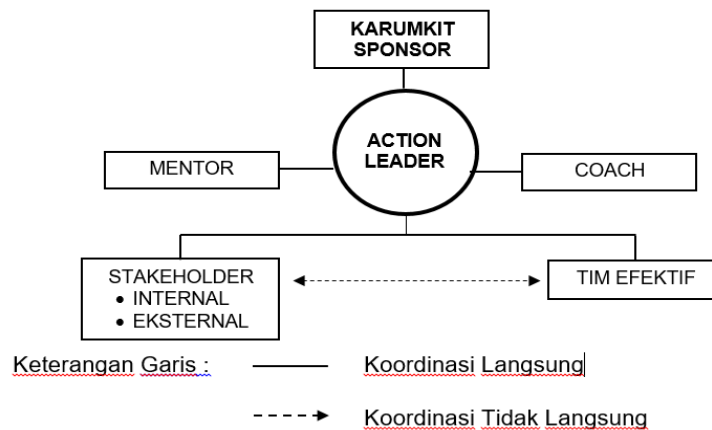 KARUMKIT
SPONSOR
ACTION
LEADER
MENTOR
COACH
STAKEHOLDER
• INTERNAL
• EKSTERNAL
TIM EFEKTIF
Keterangan Garis :
Koordinasi Langsung
Koordinasi Tidak Langsung